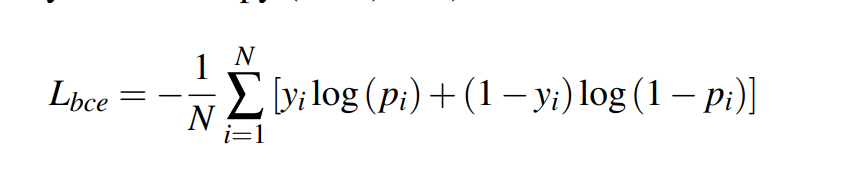 L_{bce} = -\frac{1}{N} \sum_{i=1}^{N} [y_i \log (p_i) + (1 - y_i) \log (1 - p_i)]